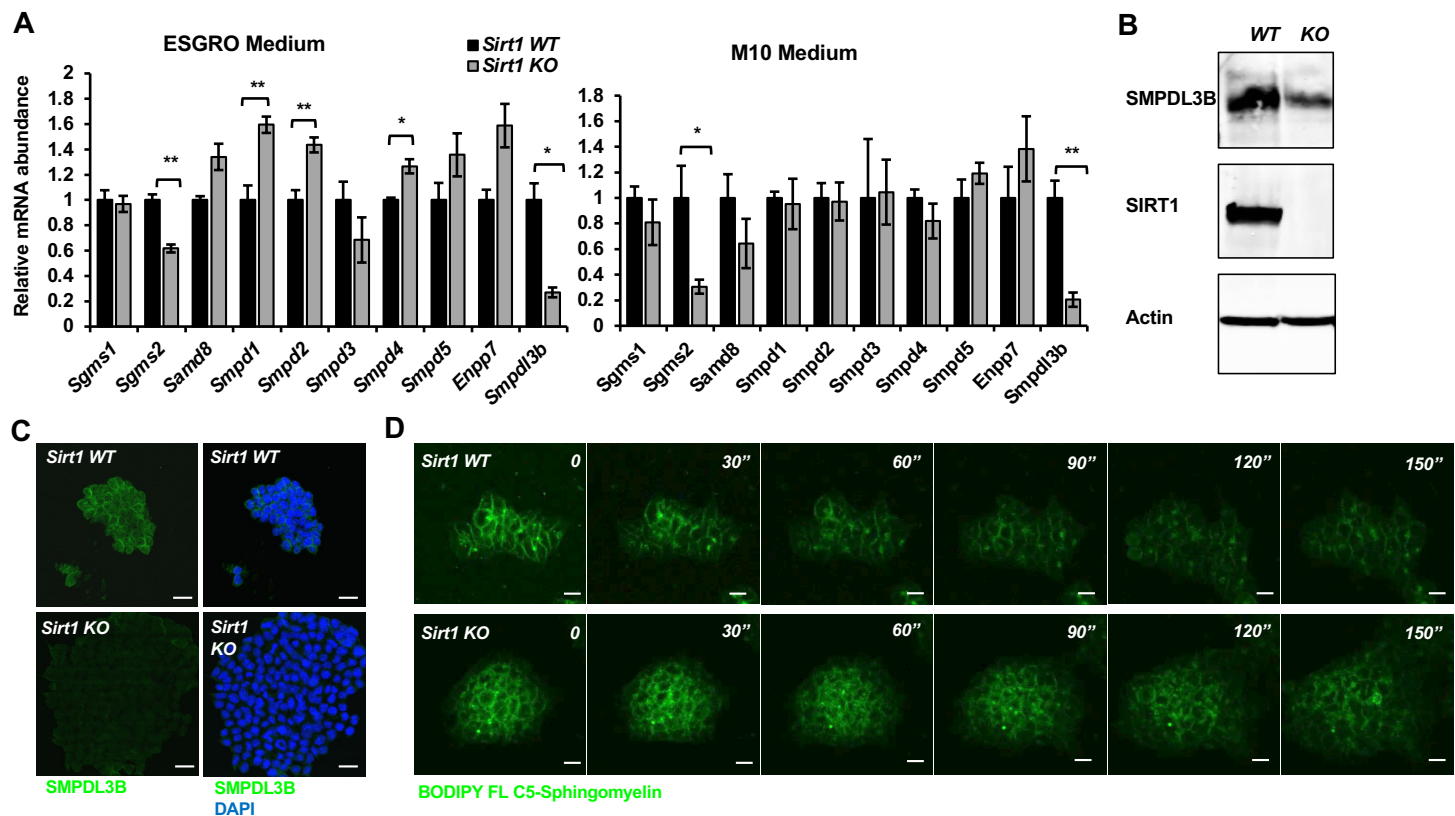 A
ESGRO Medium
Sirt1 WT
Sirt1 KO
M10 Medium
Relative mRNA abundance
2
1.8
1.6
1.4
1.2
1
0.8
0.6
0.4
0.2
0
** ** ** * *
Sgms1 Sgms2 Samd8 Smpd1 Smpd2 Smpd3 Smpd4 Smpd5 Enpp7 Smpdl3b
1.8
1.6
1.4
1.2
1
0.8
0.6
0.4
0.2
0
* **
Sgms1 Sgms2 Samd8 Smpd1 Smpd2 Smpd3 Smpd4 Smpd5 Enpp7 Smpdl3b
B
WT KO
SMPDL3B
SIRT1
Actin
C
Sirt1 WT Sirt1 WT
Sirt1 KO Sirt1
KO
SMPDL3B SMPDL3B
DAPI
D
Sirt1 WT 0 30” 60” 90” 120” 150”
Sirt1 KO 0 30” 60” 90” 120” 150”
BODIPY FL C5-Sphingomyelin